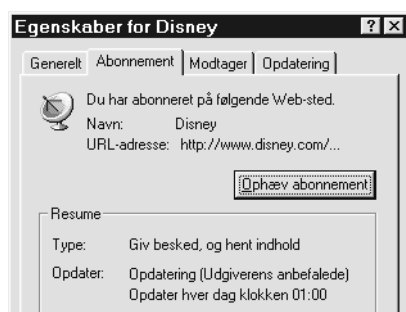 Egenskaber for Disney
Generelt Abonnement Modtager Opdatering
Du har abonneret på følgende Web-sted.
Navn: Disney
URL-adresse: http://www.disney.com/...
Ophæv abonnement
Resume
Type: Giv besked, og hent indhold
Opdater: Opdatering (Udgiverens anbefalede)
Opdater hver dag klokken 01:00